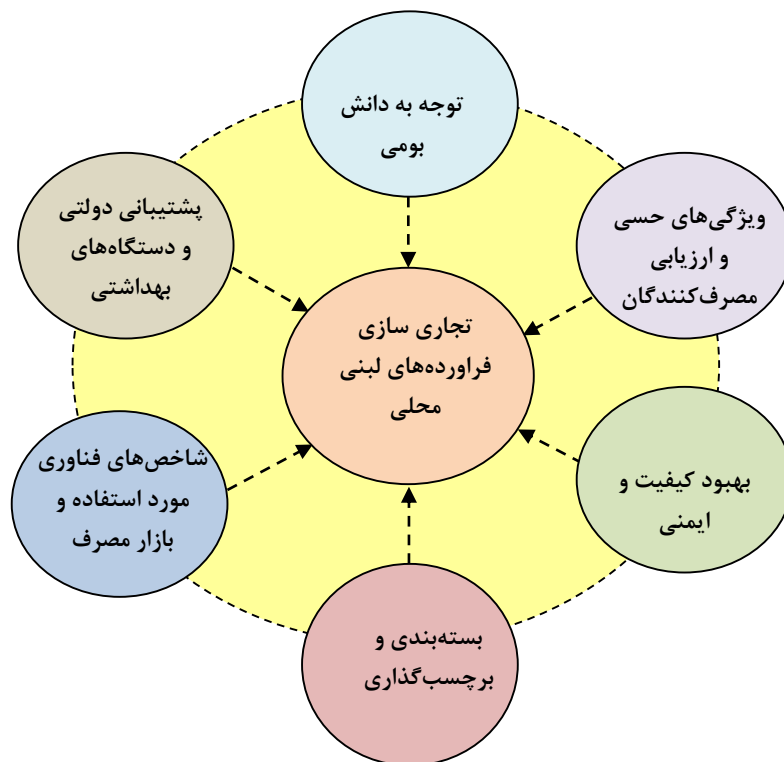 توجه به دانش
بومی
ویژگی‌های حسی
و ارزیابی
مصرف‌کنندگان
پشتیبانی دولتی
و دستگاه‌های
بهداشتی
تجاری سازی
فراورده‌های لبنی
محلی
بهبود کیفیت و
ایمنی
شاخص‌های فناوری
مورد استفاده و
بازار مصرف
بسته‌بندی و
برچسب‌گذاری